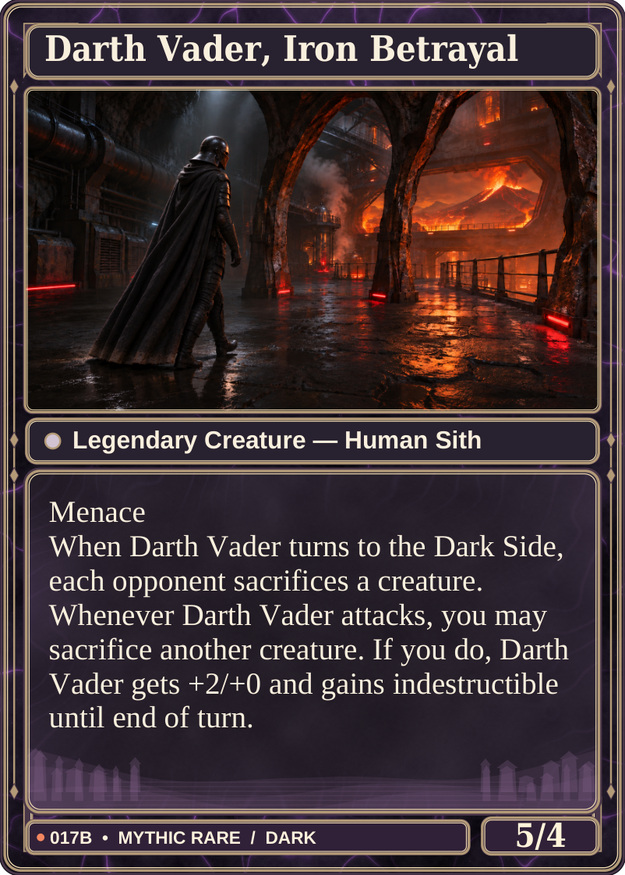 Darth Vader, Iron Betrayal
Legendary Creature — Human Sith
Menace
When Darth Vader turns to the Dark Side,
each opponent sacrifices a creature.
Whenever Darth Vader attacks, you may
sacrifice another creature. If you do, Darth
Vader gets +2/+0 and gains indestructible
until end of turn.
017B • MYTHIC RARE / DARK
5/4